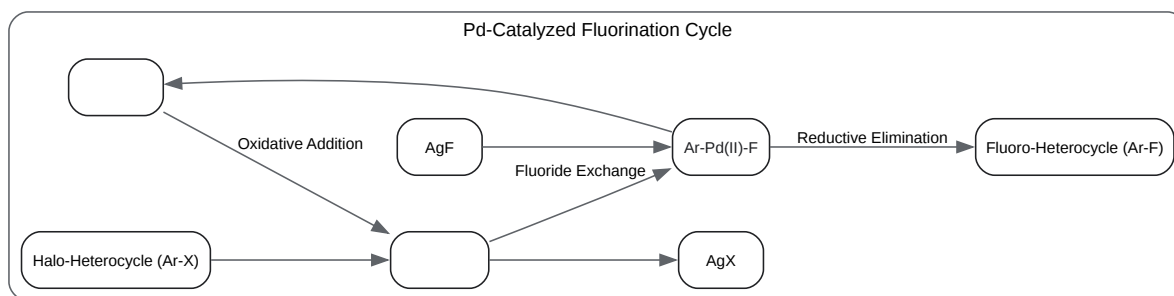 Pd-Catalyzed Fluorination Cycle
Oxidative Addition
AgF
Ar-Pd(II)-F
Reductive Elimination
Fluoro-Heterocycle (Ar-F)
Fluoride Exchange
Halo-Heterocycle (Ar-X)
AgX